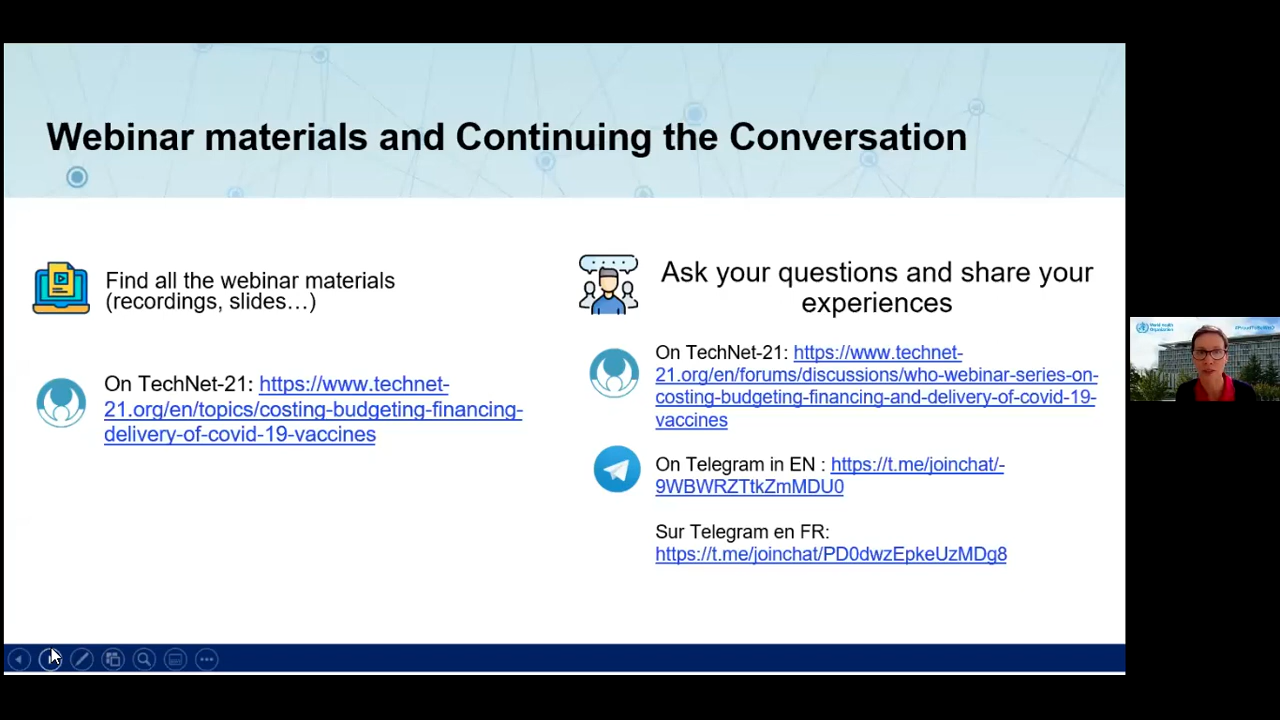 Webinar materials and Continuing the Conversation
Find all the webinar materials
(recordings, slides…)
On TechNet-21: https://www.technet-
21.org/en/topics/costing-budgeting-financing-
delivery-of-covid-19-vaccines
Ask your questions and share your
experiences
On TechNet-21: https://www.technet-
21.org/en/forums/discussions/who-webinar-series-on-
costing-budgeting-financing-and-delivery-of-covid-19-
vaccines
On Telegram in EN : https://t.me/joinchat/-
9WBWRZTtkZmMDU0
Sur Telegram en FR:
https://t.me/joinchat/PD0dwzEpkeUzMDg8
World Health
Organization